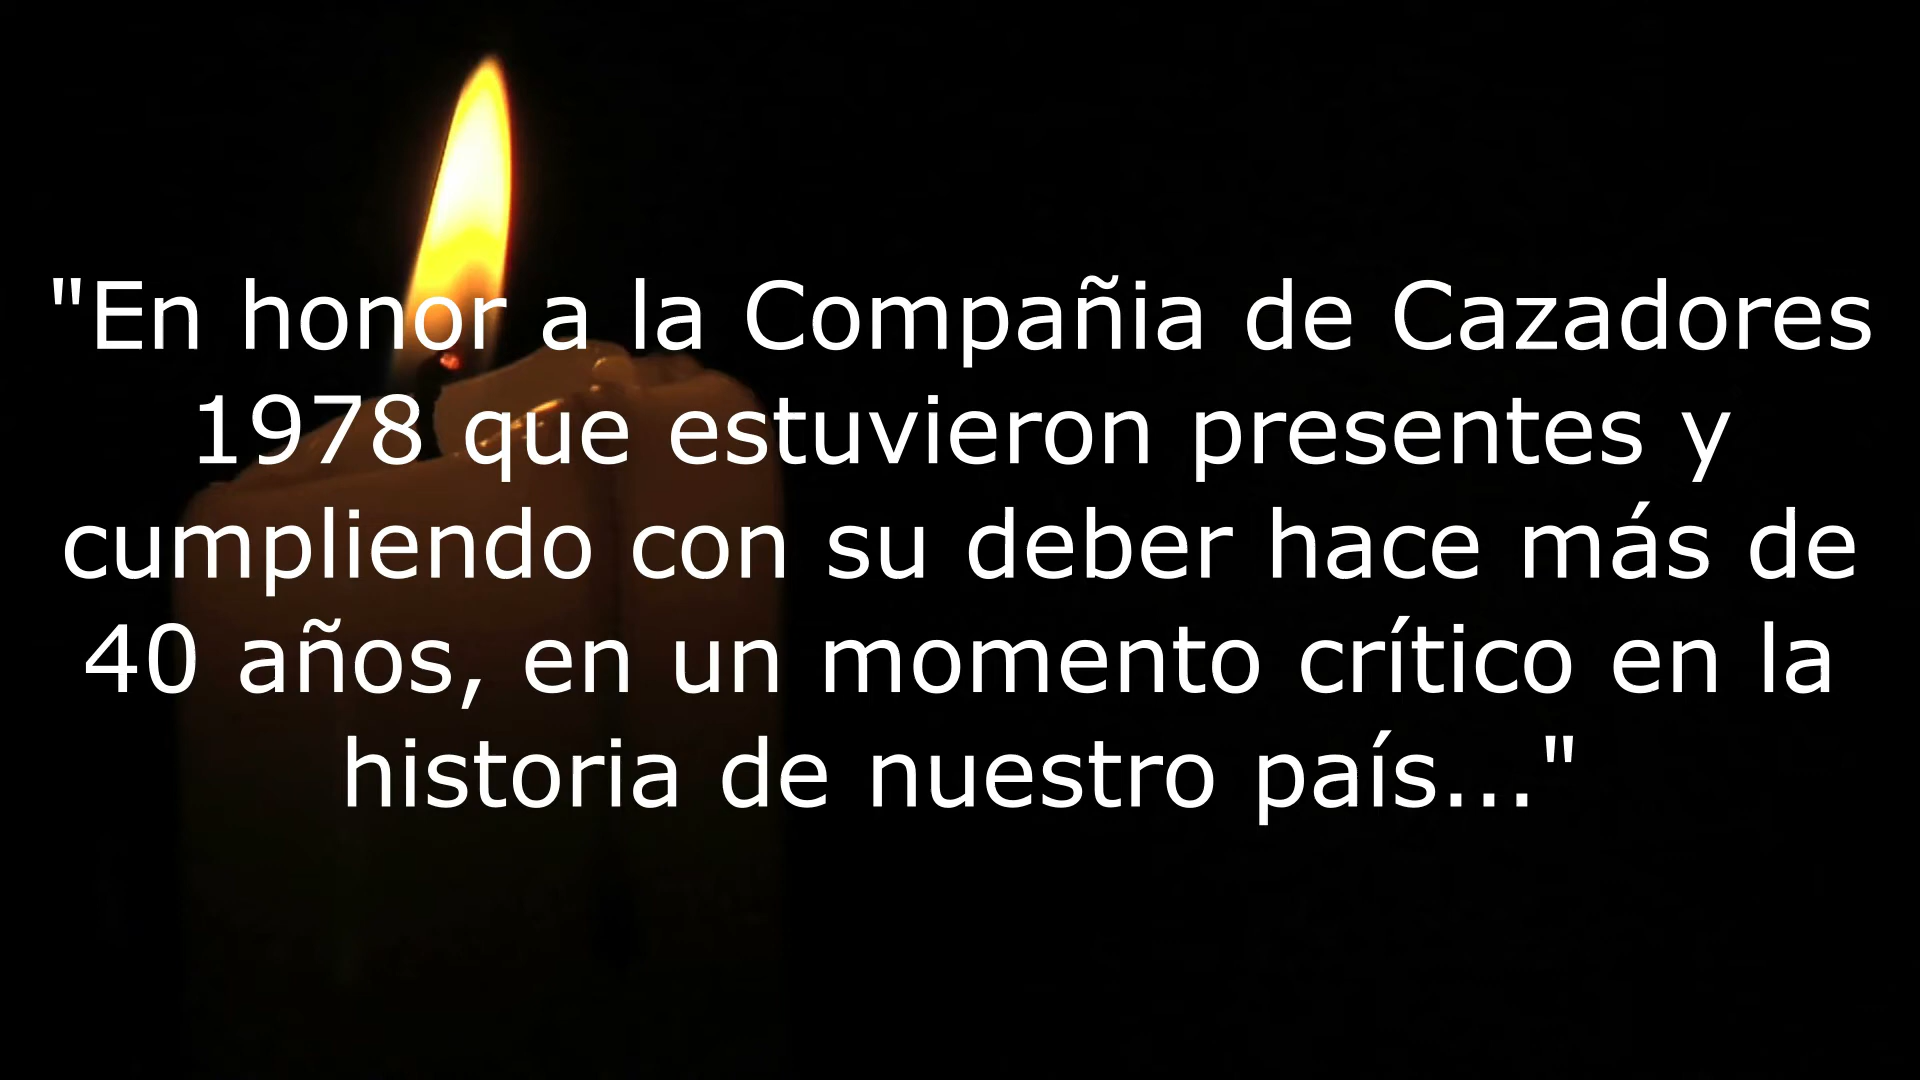 "En honor a la Compañia de Cazadores
1978 que estuvieron presentes y
cumpliendo con su deber hace más de
40 años, en un momento crítico en la
historia de nuestro país..."